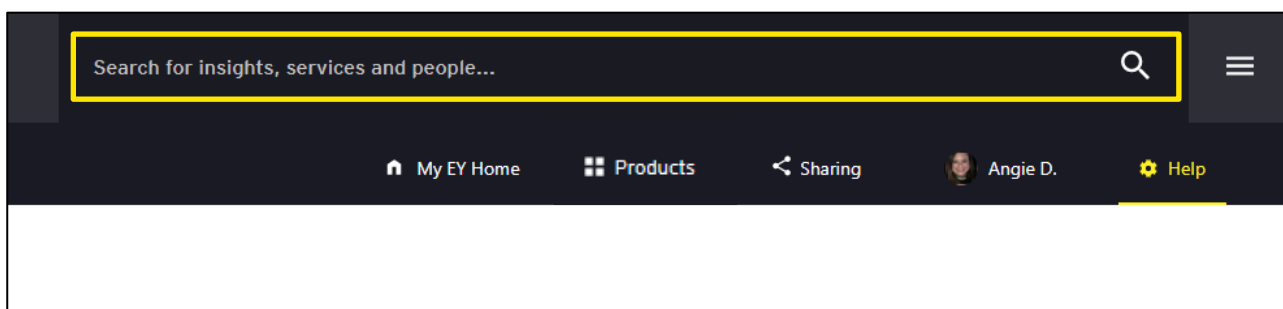 Search for insights, services and people...
My EY Home Products Sharing Angie D. Help